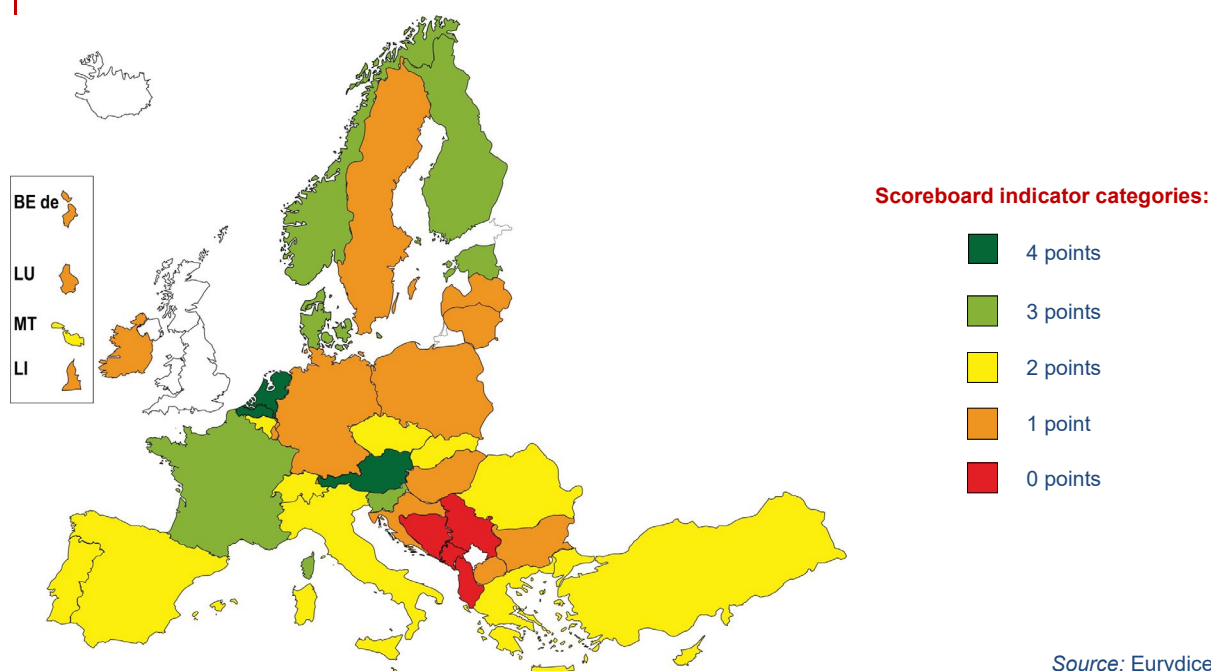 BE de
LU
MT
LI
Scoreboard indicator categories:
4 points
3 points
2 points
1 point
0 points
Source: Eurydice